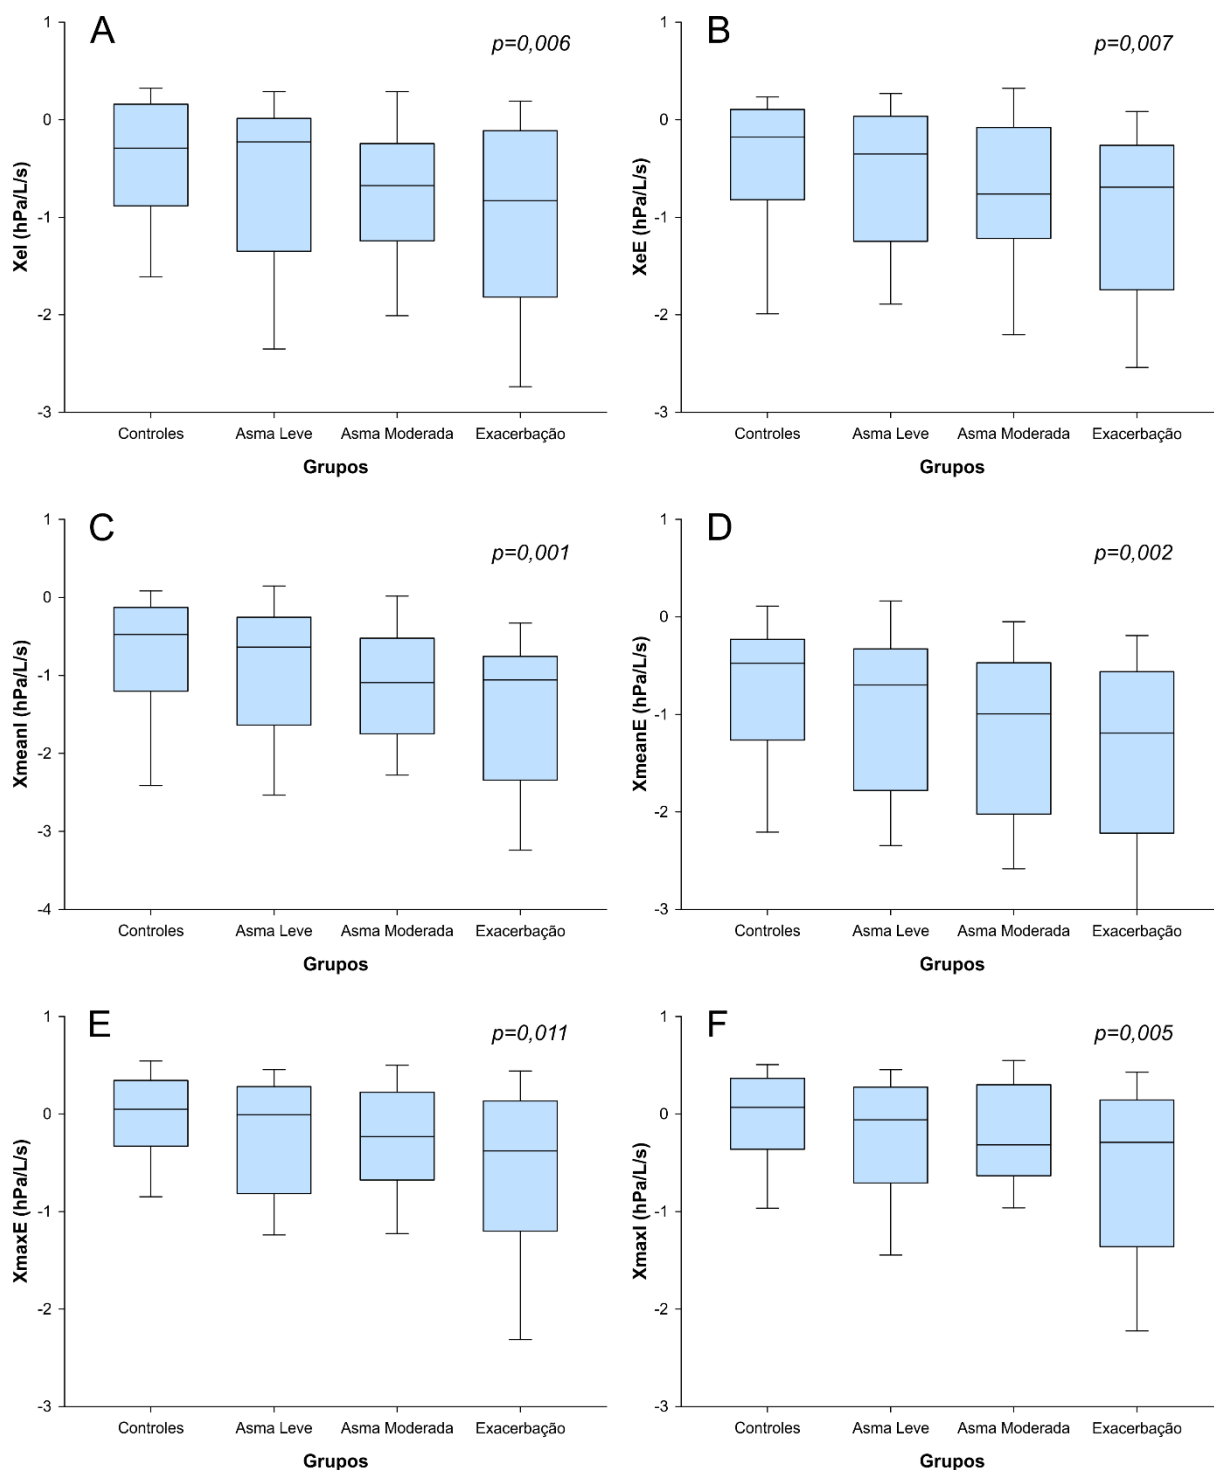 A
p=0,006
1
0
-1
-2
-3
XeI (hPa/L/s)
Controles Asma Leve Asma Moderada Exacerbação
Grupos
B
p=0,007
1
0
-1
-2
-3
XeE (hPa/L/s)
Controles Asma Leve Asma Moderada Exacerbação
Grupos
C
p=0,001
1
0
-1
-2
-3
-4
XmeanI (hPa/L/s)
Controles Asma Leve Asma Moderada Exacerbação
Grupos
D
p=0,002
1
0
-1
-2
-3
XmeanE (hPa/L/s)
Controles Asma Leve Asma Moderada Exacerbação
Grupos
E
p=0,011
1
0
-1
-2
-3
XmaxE (hPa/L/s)
Controles Asma Leve Asma Moderada Exacerbação
Grupos
F
p=0,005
1
0
-1
-2
-3
XmaxI (hPa/L/s)
Controles Asma Leve Asma Moderada Exacerbação
Grupos